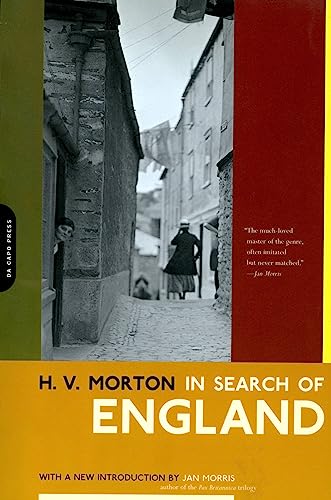 DA CAPO PRESS
"The much-loved
master of the genre,
often imitated
but never matched."
—Jan Morris
H. V. MORTON IN SEARCH OF
ENGLAND
WITH A NEW INTRODUCTION BY JAN MORRIS
author of the Pax Britannica trilogy